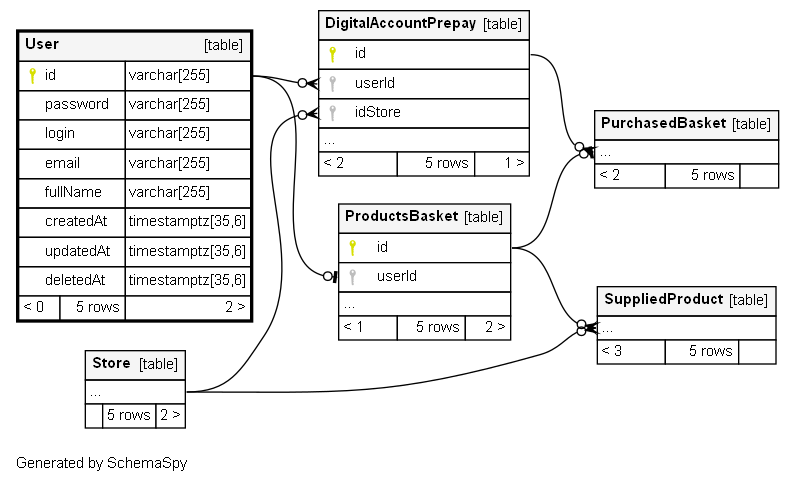 User [table]
id varchar[255]
password varchar[255]
login varchar[255]
email varchar[255]
fullName varchar[255]
createdAt timestamptz[35,6]
updatedAt timestamptz[35,6]
deletedAt timestamptz[35,6]
< 0 5 rows 2 >
DigitalAccountPrepay [table]
id
userId
idStore
...
< 2 5 rows 1 >
PurchasedBasket [table]
...
< 2 5 rows
ProductsBasket [table]
id
userId
...
< 1 5 rows 2 >
SuppliedProduct [table]
...
< 3 5 rows
Store [table]
...
5 rows 2 >
Generated by SchemaSpy